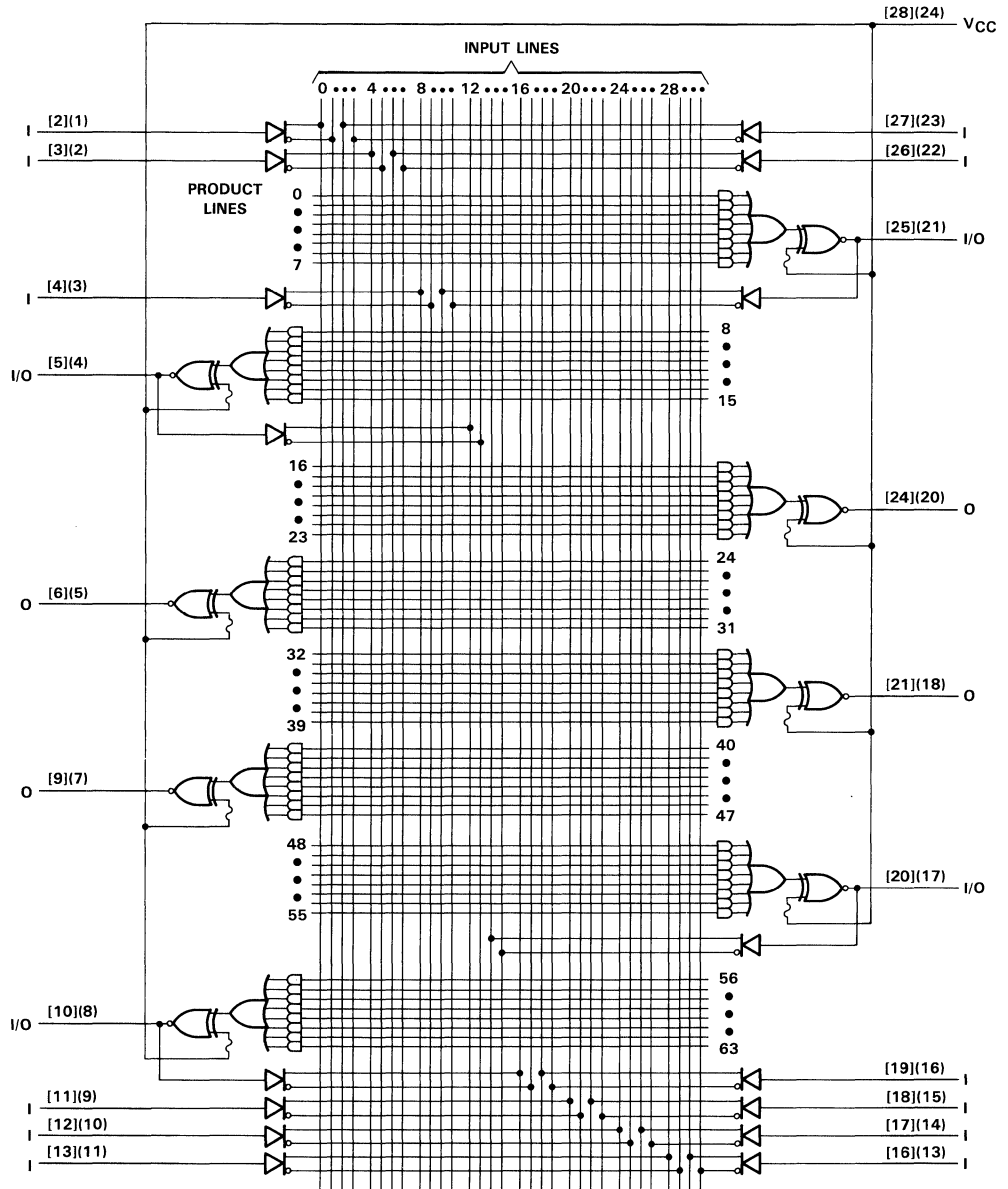 [28](24)
VCC
INPUT LINES
0 ••• 4 ••• 8 ••• 12 ••• 16 ••• 20 ••• 24 ••• 28 •••
I [2](1) [27](23) I
I [3](2) [26](22) I
PRODUCT
LINES
0
7
[25](21) I/O
I [4](3)
8
15
I/O [5](4)
16
23
[24](20) O
24
31
O [6](5)
32
39
[21](18) O
40
47
O [9](7)
48
55
[20](17) I/O
56
63
I/O [10](8)
[19](16) I
I [11](9) [18](15) I
I [12](10) [17](14) I
I [13](11) [16](13) I